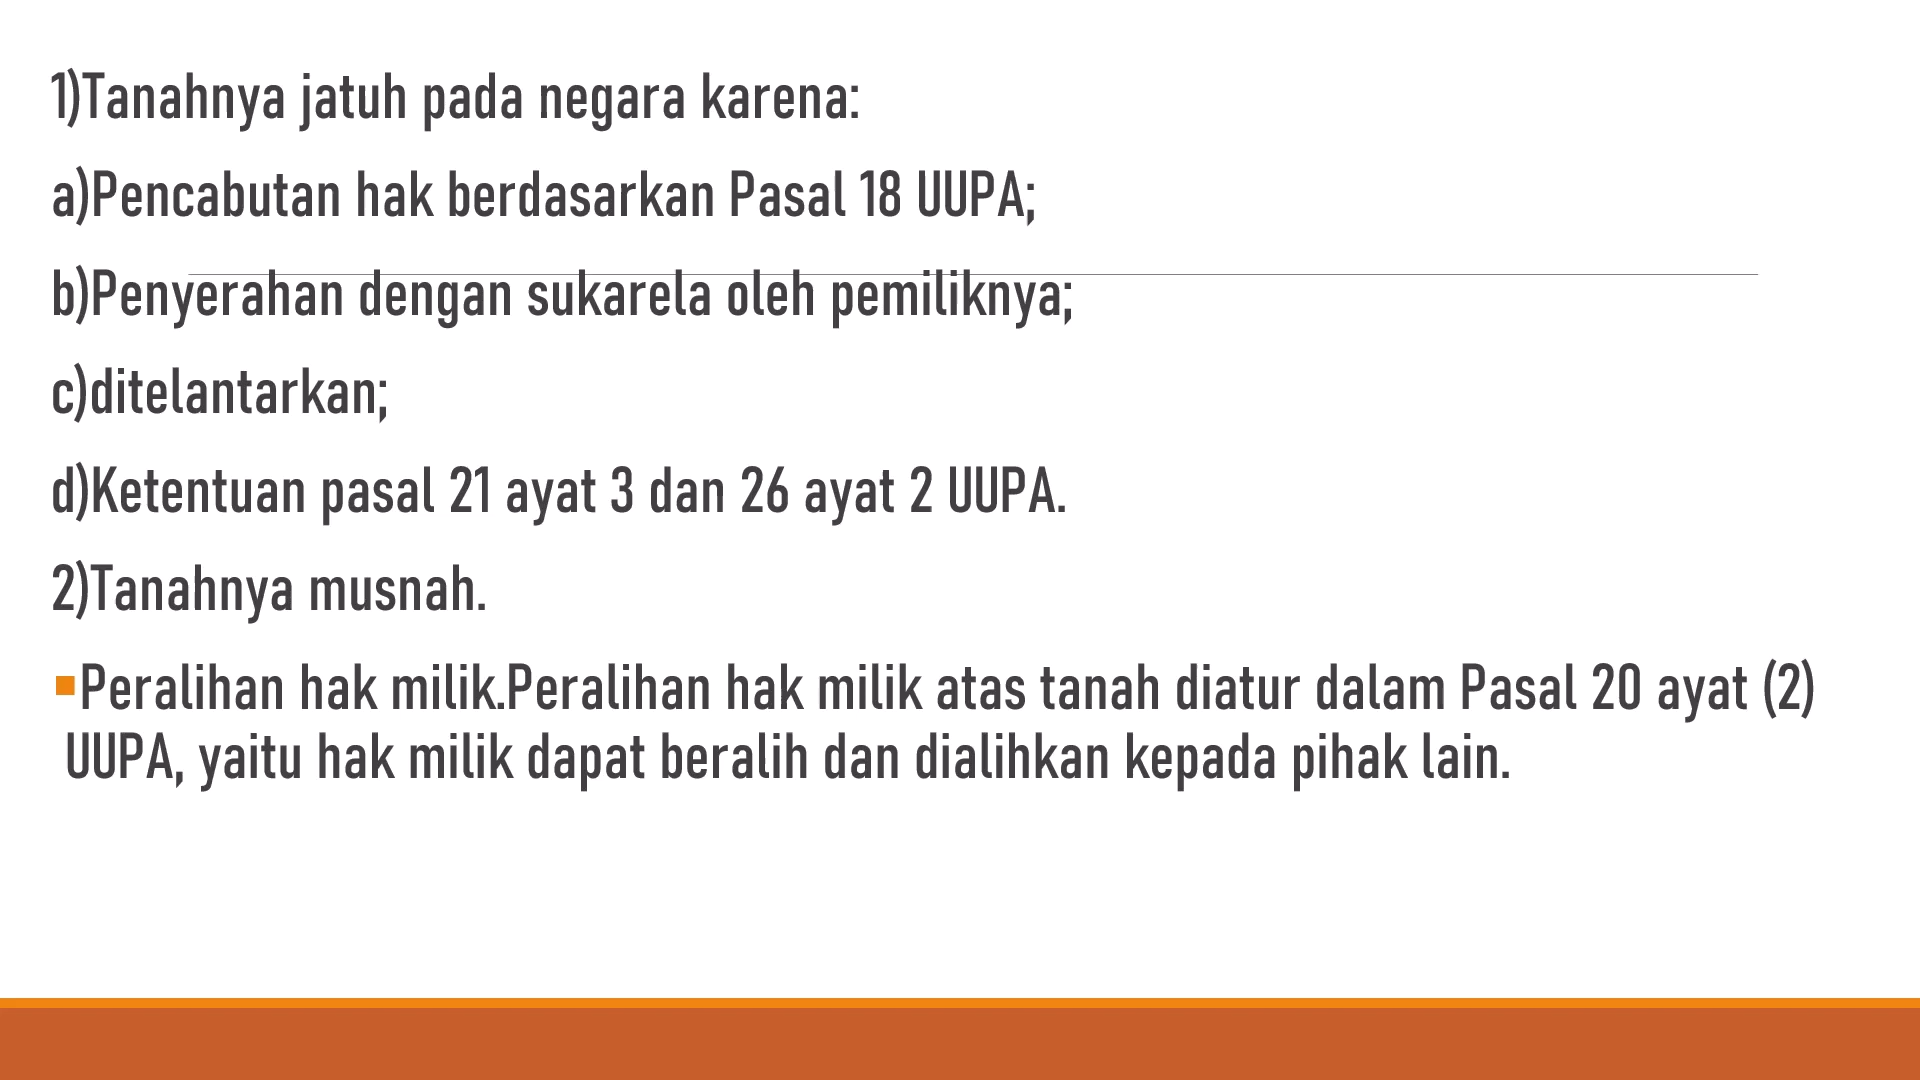 1)Tanahnya jatuh pada negara karena:
a)Pencabutan hak berdasarkan Pasal 18 UUPA;
b)Penyerahan dengan sukarela oleh pemiliknya;
c)ditelantarkan;
d)Ketentuan pasal 21 ayat 3 dan 26 ayat 2 UUPA.
2)Tanahnya musnah.
▪Peralihan hak milik.Peralihan hak milik atas tanah diatur dalam Pasal 20 ayat (2)
UUPA, yaitu hak milik dapat beralih dan dialihkan kepada pihak lain.